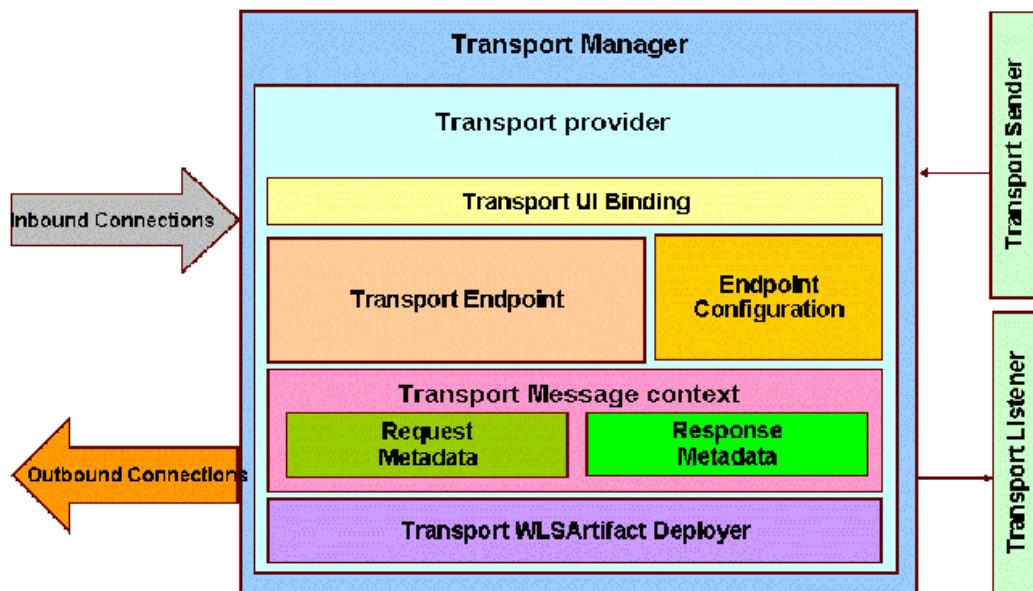 Transport Manager
Transport provider
Transport UI Binding
Inbound Connections
Transport Endpoint
Endpoint
Configuration
Transport Message context
Request
Metadata
Response
Metadata
Outbound Connections
Transport WLSArtifact Deployer
Transport Sender
Transport Listener